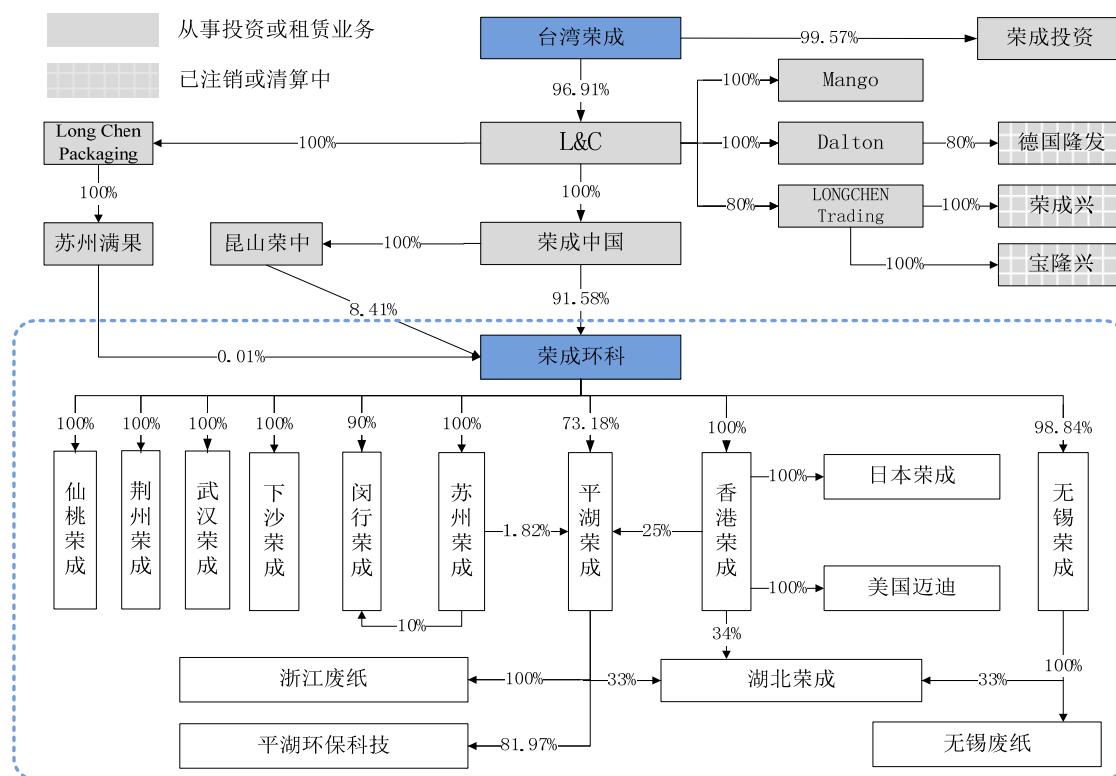 从事投资或租赁业务
台湾荣成
99.57%
荣成投资
已注销或清算中
96.91%
100%
Mango
Long Chen
Packaging
100%
L&C
100%
Dalton
80%
德国隆发
100%
100%
80%
LONGCHEN
Trading
100%
荣成兴
苏州满果
昆山荣中
100%
荣成中国
100%
宝隆兴
8.41%
91.58%
0.01%
荣成环科
100%
100%
100%
100%
90%
100%
73.18%
100%
98.84%
仙桃荣成
荆州荣成
武汉荣成
下沙荣成
闵行荣成
苏州荣成
1.82%
平湖荣成
25%
香港荣成
100%
日本荣成
无锡荣成
100%
美国迈迪
10%
34%
浙江废纸
100%
33%
湖北荣成
33%
100%
平湖环保科技
81.97%
无锡废纸